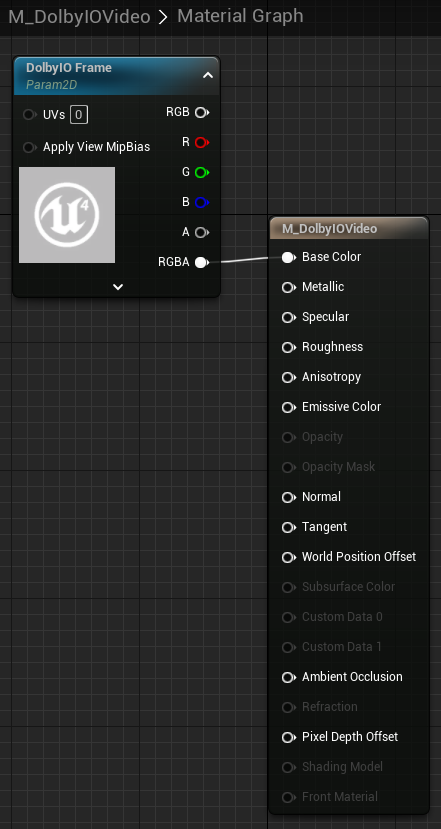 M_DolbyIOVideo > Material Graph
DolbyIO Frame
Param2D
UVs 0
RGB
Apply View MipBias
R
G
B
A
RGBA
M_DolbyIOVideo
Base Color
Metallic
Specular
Roughness
Anisotropy
Emissive Color
Opacity
Opacity Mask
Normal
Tangent
World Position Offset
Subsurface Color
Custom Data 0
Custom Data 1
Ambient Occlusion
Refraction
Pixel Depth Offset
Shading Model
Front Material